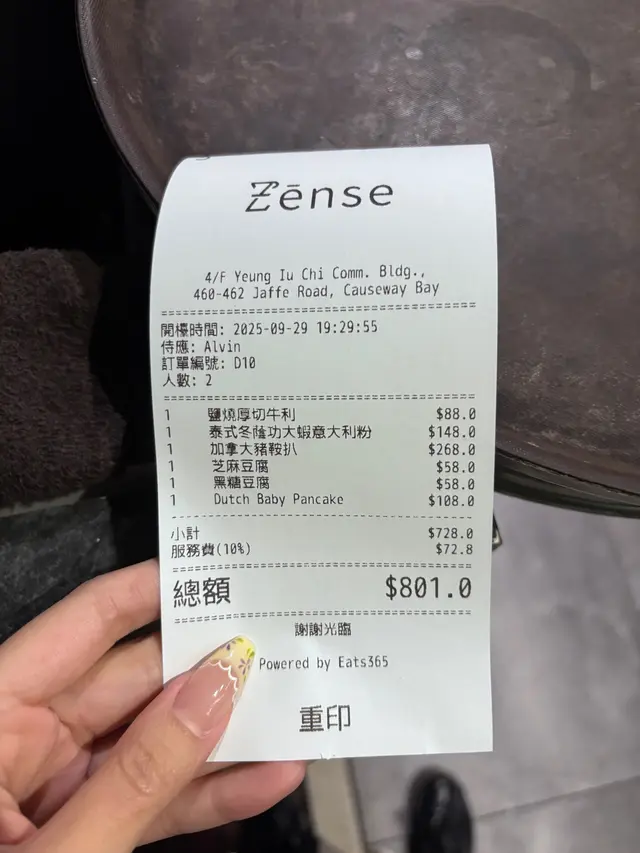 Zēnse
4/F Yeung Iu Chi Comm. Bldg.,
460-462 Jaffe Road, Causeway Bay
開檯時間: 2025-09-29 19:29:55
侍應: Alvin
訂單編號: D10
人數: 2
1 鹽燒厚切牛利 $88.0
1 泰式冬蔭功大蝦意大利粉 $148.0
1 加拿大豬鞍扒 $268.0
1 芝麻豆腐 $58.0
1 黑糖豆腐 $58.0
1 Dutch Baby Pancake $108.0
小計 $728.0
服務費(10%) $72.8
總額 $801.0
謝謝光臨
Powered by Eats365
重印